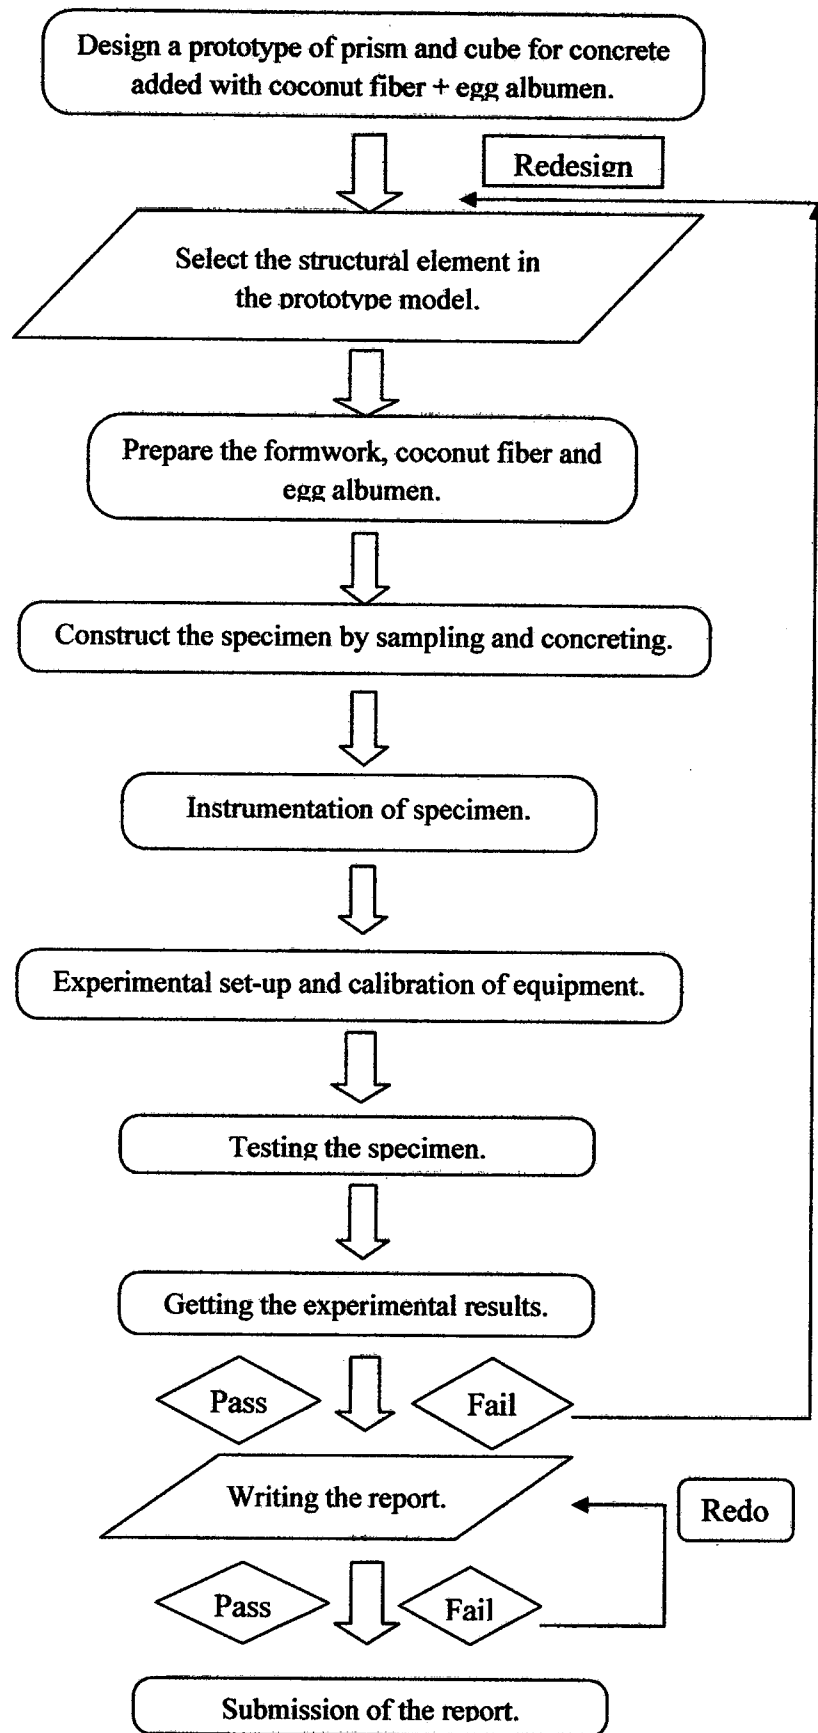 Design a prototype of prism and cube for concrete
added with coconut fiber + egg albumen.
Redesign
Select the structural element in
the prototype model.
Prepare the formwork, coconut fiber and
egg albumen.
Construct the specimen by sampling and concreting.
Instrumentation of specimen.
Experimental set-up and calibration of equipment.
Testing the specimen.
Getting the experimental results.
Pass
Fail
Writing the report.
Redo
Pass
Fail
Submission of the report.